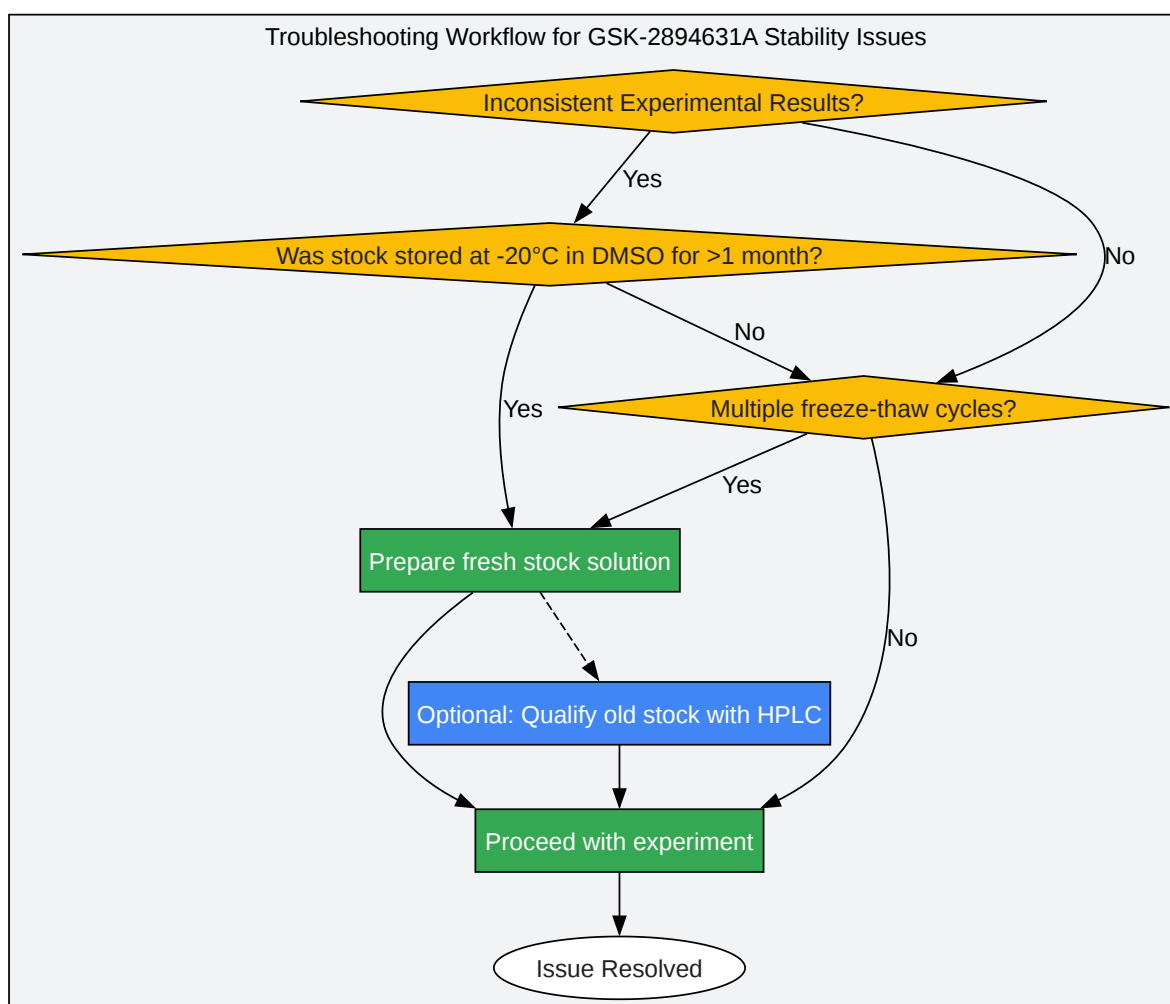 Troubleshooting Workflow for GSK-2894631A Stability Issues
Inconsistent Experimental Results?
Yes
Was stock stored at -20°C in DMSO for >1 month?
No
No
Multiple freeze-thaw cycles?
Yes
Yes
Prepare fresh stock solution
No
Optional: Qualify old stock with HPLC
Proceed with experiment
Issue Resolved